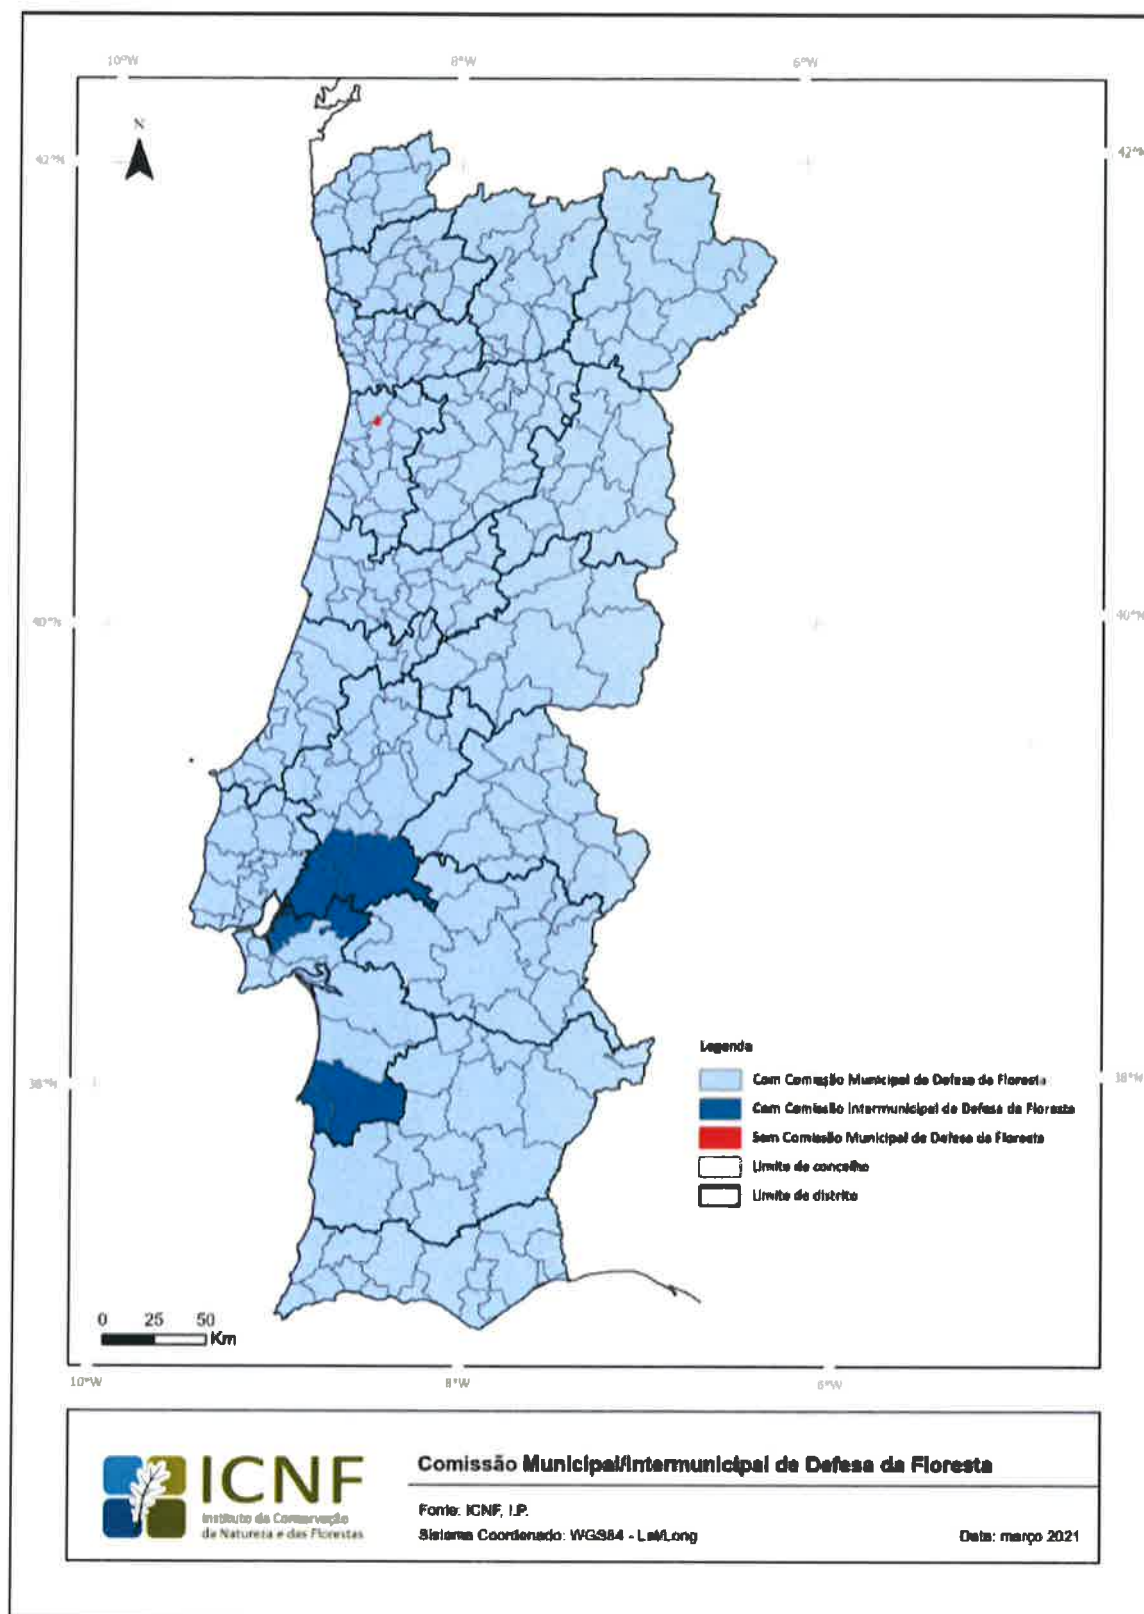 10°W 8°W 6°W
N
42°N 42°N
40°N 40°N
38°N 38°N
Legenda
Com Comissão Municipal de Defesa da Floresta
Com Comissão Intermunicipal de Defesa da Floresta
Sem Comissão Municipal de Defesa da Floresta
Limite de concelho
Limite de distrito
0 25 50
Km
10°W 8°W 6°W
ICNF
Instituto da Conservação
da Natureza e das Florestas
Comissão Municipal/Intermunicipal de Defesa da Floresta
Fonte: ICNF, I.P.
Sistema Coordenado: WGS84 - Lat/Long
Data: março 2021